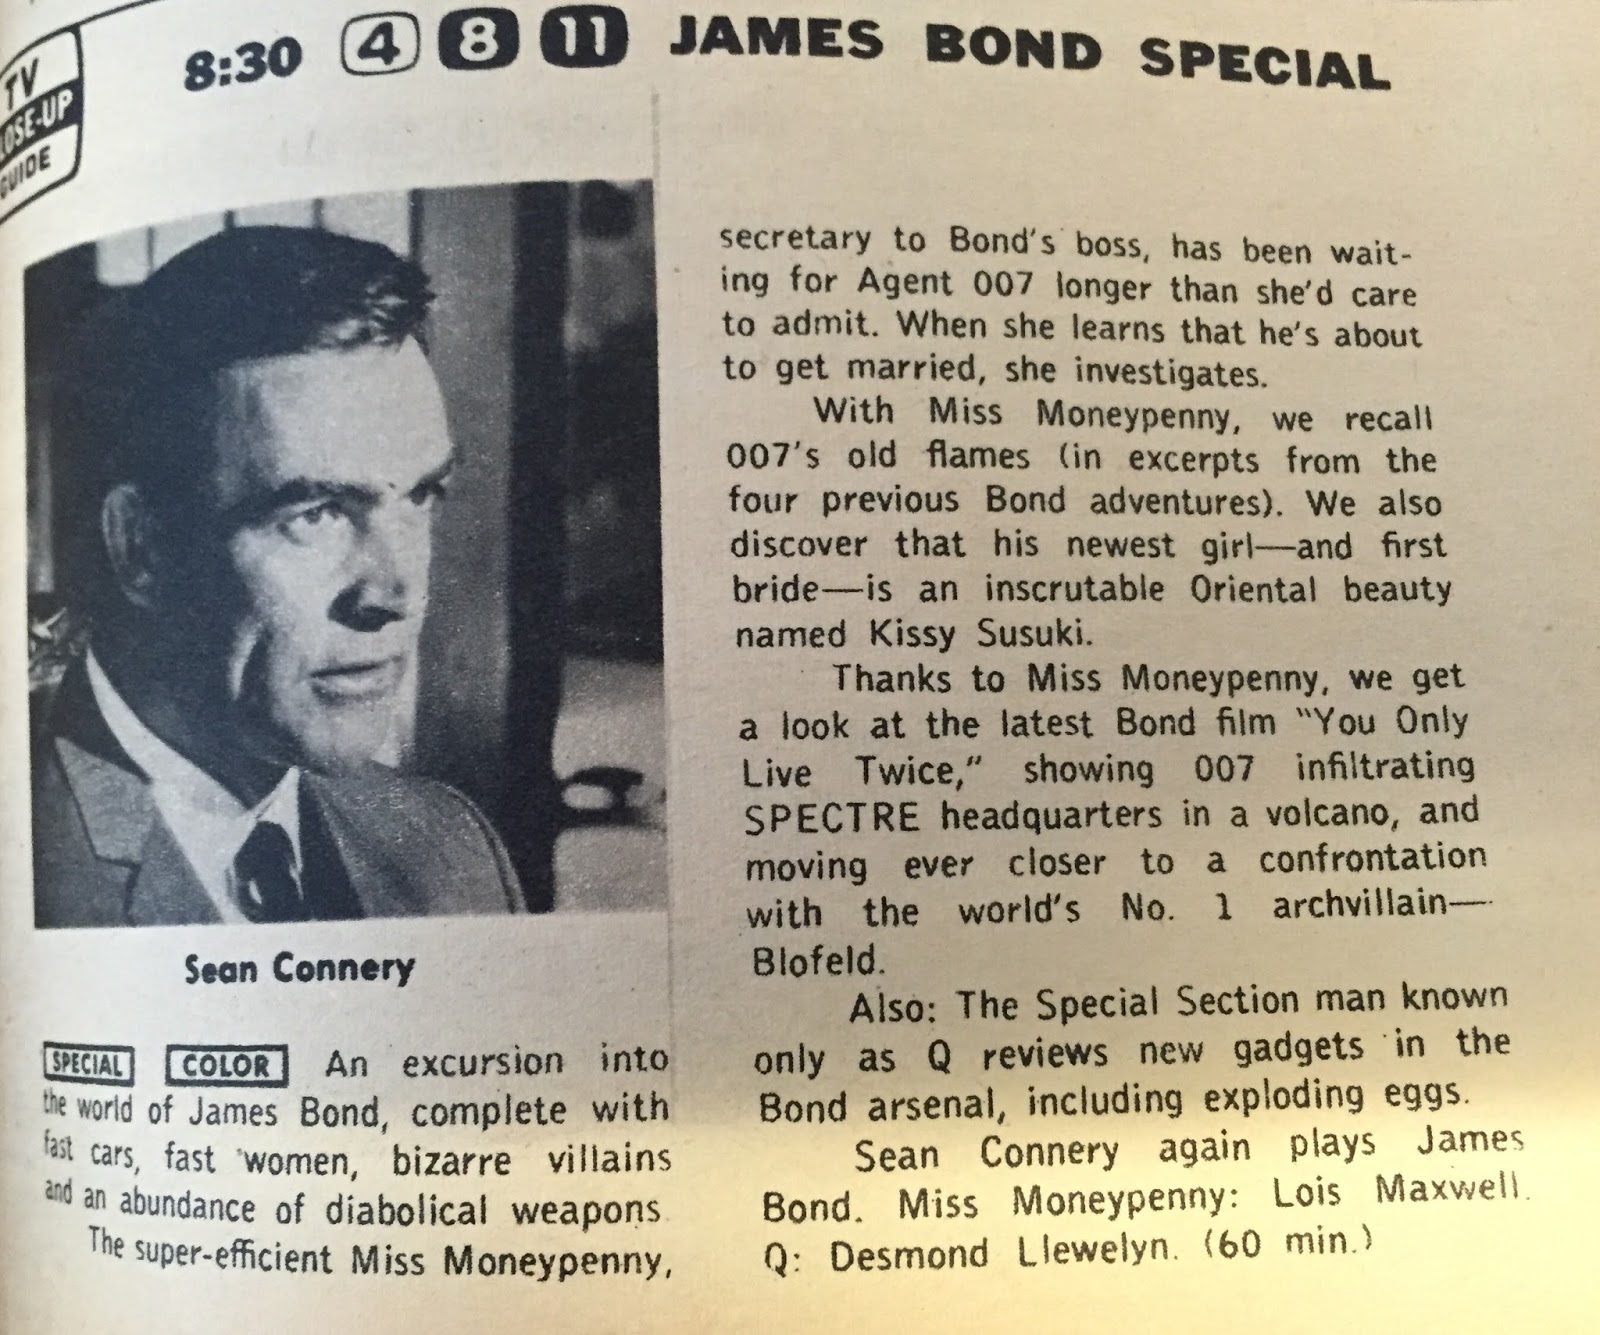 TV
CLOSE-UP
GUIDE
8:30 4 8 11 JAMES BOND SPECIAL
Sean Connery
SPECIAL COLOR An excursion into
the world of James Bond, complete with
fast cars, fast women, bizarre villains
and an abundance of diabolical weapons
The super-efficient Miss Moneypenny,
secretary to Bond's boss, has been wait-
ing for Agent 007 longer than she'd care
to admit. When she learns that he's about
to get married, she investigates.
With Miss Moneypenny, we recall
007's old flames (in excerpts from the
four previous Bond adventures). We also
discover that his newest girl—and first
bride—is an inscrutable Oriental beauty
named Kissy Susuki.
Thanks to Miss Moneypenny, we get
a look at the latest Bond film "You Only
Live Twice," showing 007 infiltrating
SPECTRE headquarters in a volcano, and
moving ever closer to a confrontation
with the world's No. 1 archvillain—
Blofeld.
Also: The Special Section man known
only as Q reviews new gadgets in the
Bond arsenal, including exploding eggs.
Sean Connery again plays James
Bond. Miss Moneypenny: Lois Maxwell.
Q: Desmond Llewelyn. (60 min.)